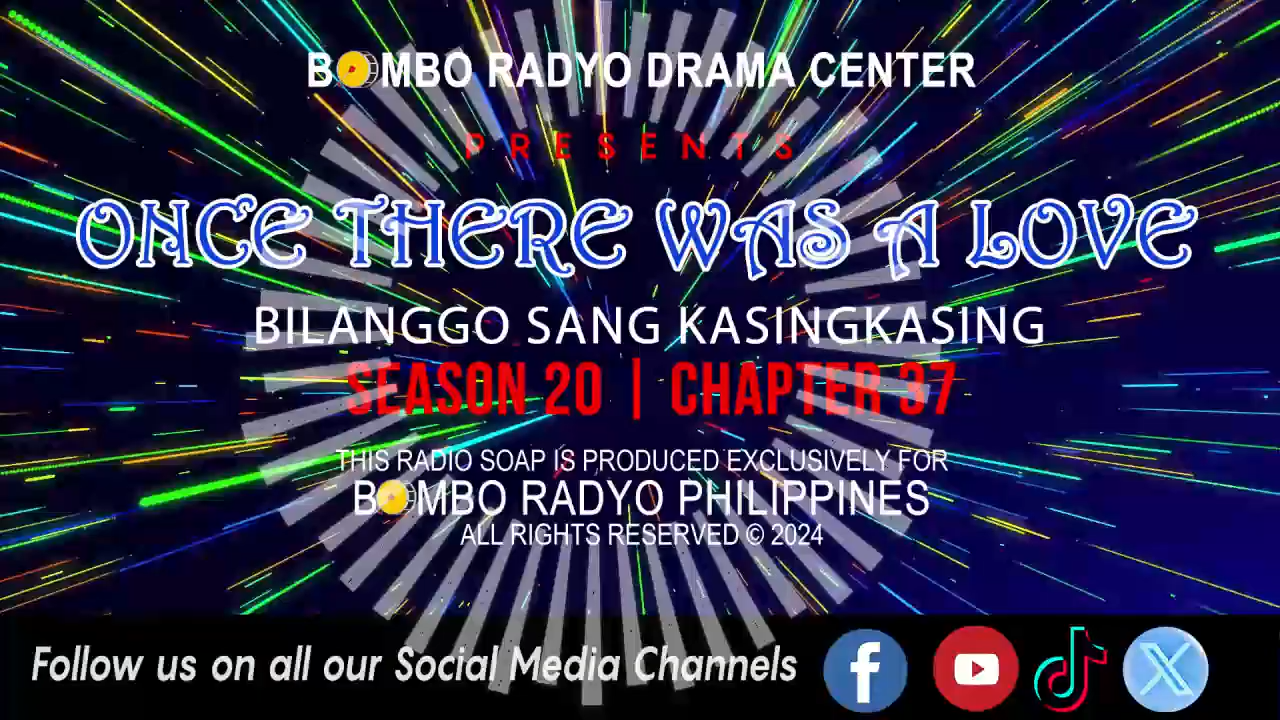 BOMBO RADYO DRAMA CENTER
PRESENTS
ONCE THERE WAS A LOVE
BILANGGO SANG KASINGKASING
SEASON 20 | CHAPTER 37
THIS RADIO SOAP IS PRODUCED EXCLUSIVELY FOR
BOMBO RADYO PHILIPPINES
ALL RIGHTS RESERVED © 2024
Follow us on all our Social Media Channels